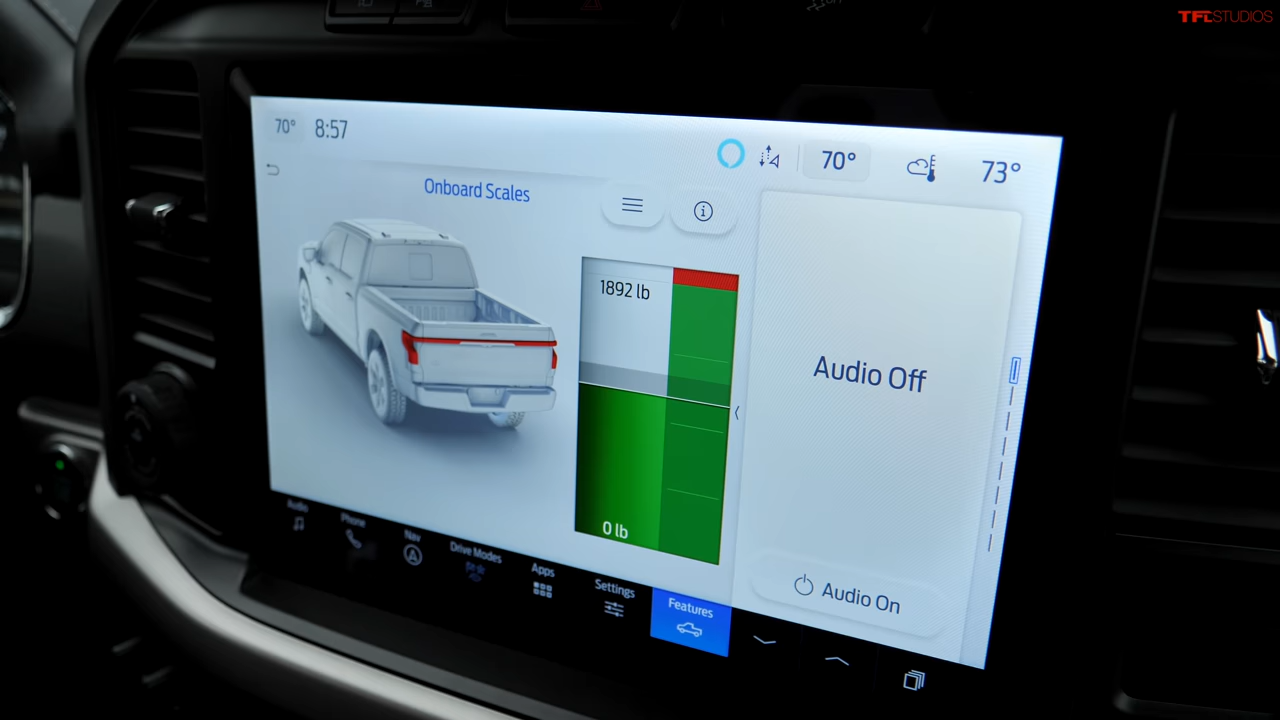 TFLSTUDIOS
70° 8:57
70°
73°
Onboard Scales
1892 lb
Audio Off
0 lb
Audio On
Audio
Phone
Nav
Drive Modes
Apps
Settings
Features